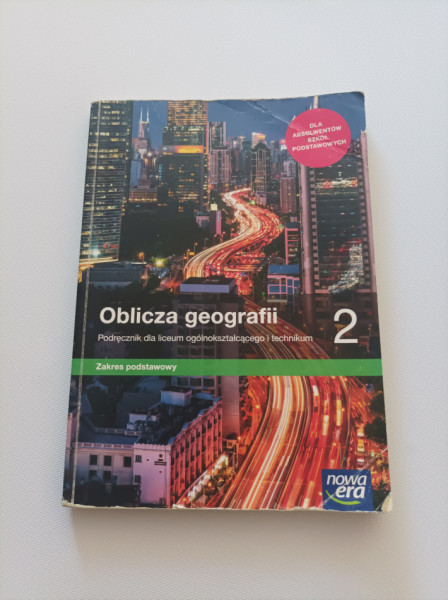 DLA
ABSOLWENTÓW
SZKÓŁ
PODSTAWOWYCH
Oblicza geografii 2
Podręcznik dla liceum ogólnokształcącego i technikum
Zakres podstawowy
nowa
era